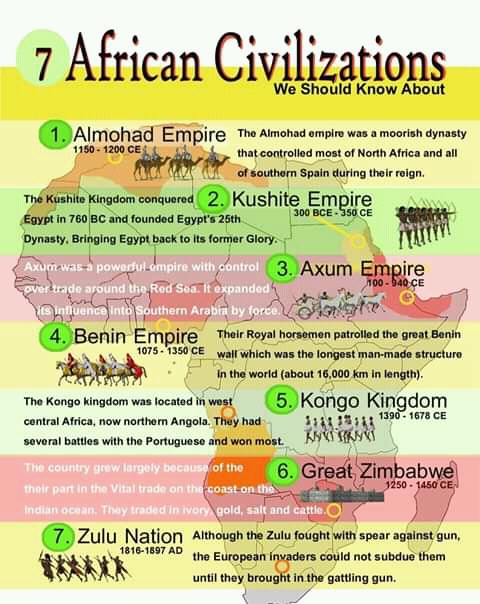 7 African Civilizations
We Should Know About
1. Almohad Empire
1150 - 1200 CE
The Almohad empire was a moorish dynasty
that controlled most of North Africa and all
of southern Spain during their reign.
The Kushite Kingdom conquered
Egypt in 760 BC and founded Egypt's 25th
Dynasty, Bringing Egypt back to its former Glory.
2. Kushite Empire
300 BCE - 350 CE
Axum was a powerful empire with control
over trade around the Red Sea. It expanded
its influence into Southern Arabia by force.
3. Axum Empire
100 - 940 CE
4. Benin Empire
1075 - 1350 CE
Their Royal horsemen patrolled the great Benin
wall which was the longest man-made structure
in the world (about 16,000 km in length).
The Kongo kingdom was located in west
central Africa, now northern Angola. They had
several battles with the Portuguese and won most.
5. Kongo Kingdom
1390 - 1678 CE
The country grew largely because of the
their part in the Vital trade on the coast on the
Indian ocean. They traded in ivory, gold, salt and cattle.
6. Great Zimbabwe
1250 - 1450 CE
7. Zulu Nation
1816-1897 AD
Although the Zulu fought with spear against gun,
the European invaders could not subdue them
until they brought in the gattling gun.